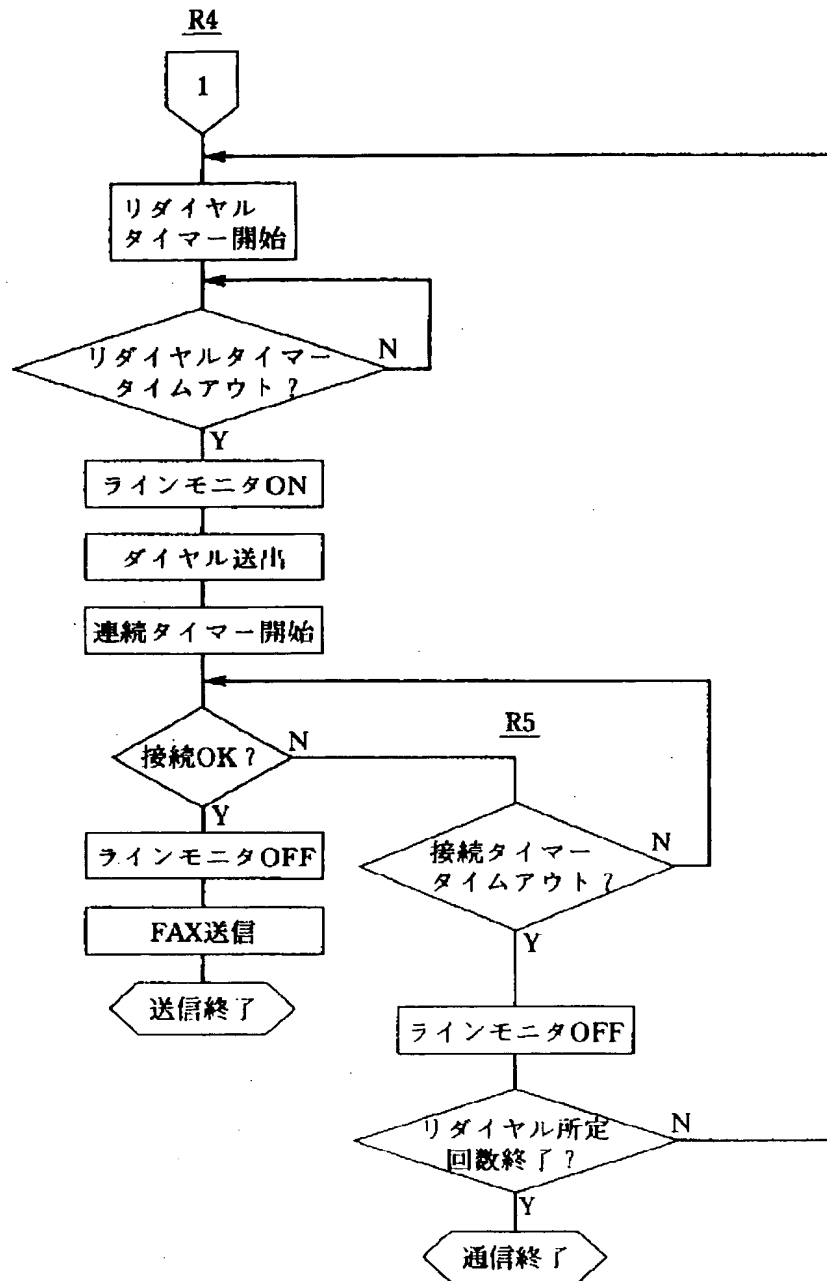 R4
1
リダイヤル
タイマー開始
リダイヤルタイマー
タイムアウト?
N
Y
ラインモニタON
ダイヤル送出
連続タイマー開始
接続OK?
N
Y
R5
ラインモニタOFF
接続タイマー
タイムアウト?
N
Y
FAX送信
送信終了
ラインモニタOFF
リダイヤル所定
回数終了?
N
Y
通信終了